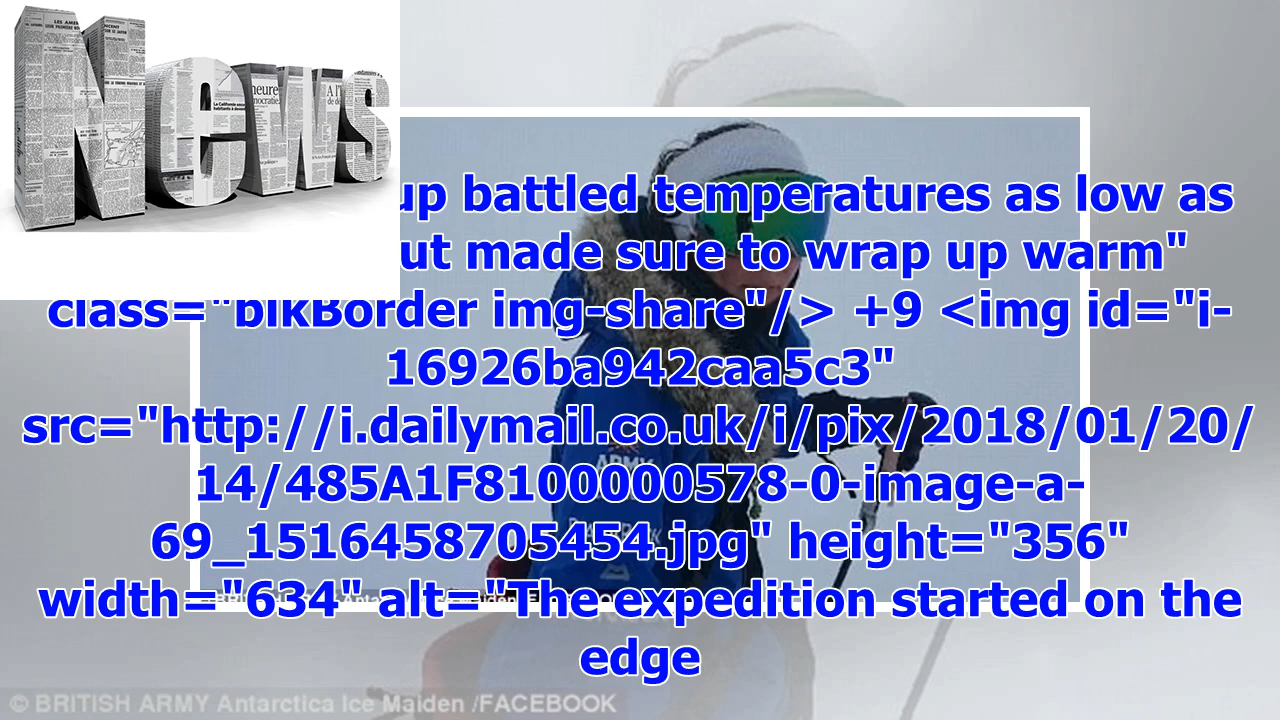 News
up battled temperatures as low as
ut made sure to wrap up warm"
class="blkBorder img-share"/> +9 <img id="i-
16926ba942caa5c3"
src="http://i.dailymail.co.uk/i/pix/2018/01/20/
14/485A1F8100000578-0-image-a-
69_1516458705454.jpg" height="356"
width="634" alt="The expedition started on the
edge
ARMY
© BRITISH ARMY Antarctica Ice Maiden /FACEBOOK